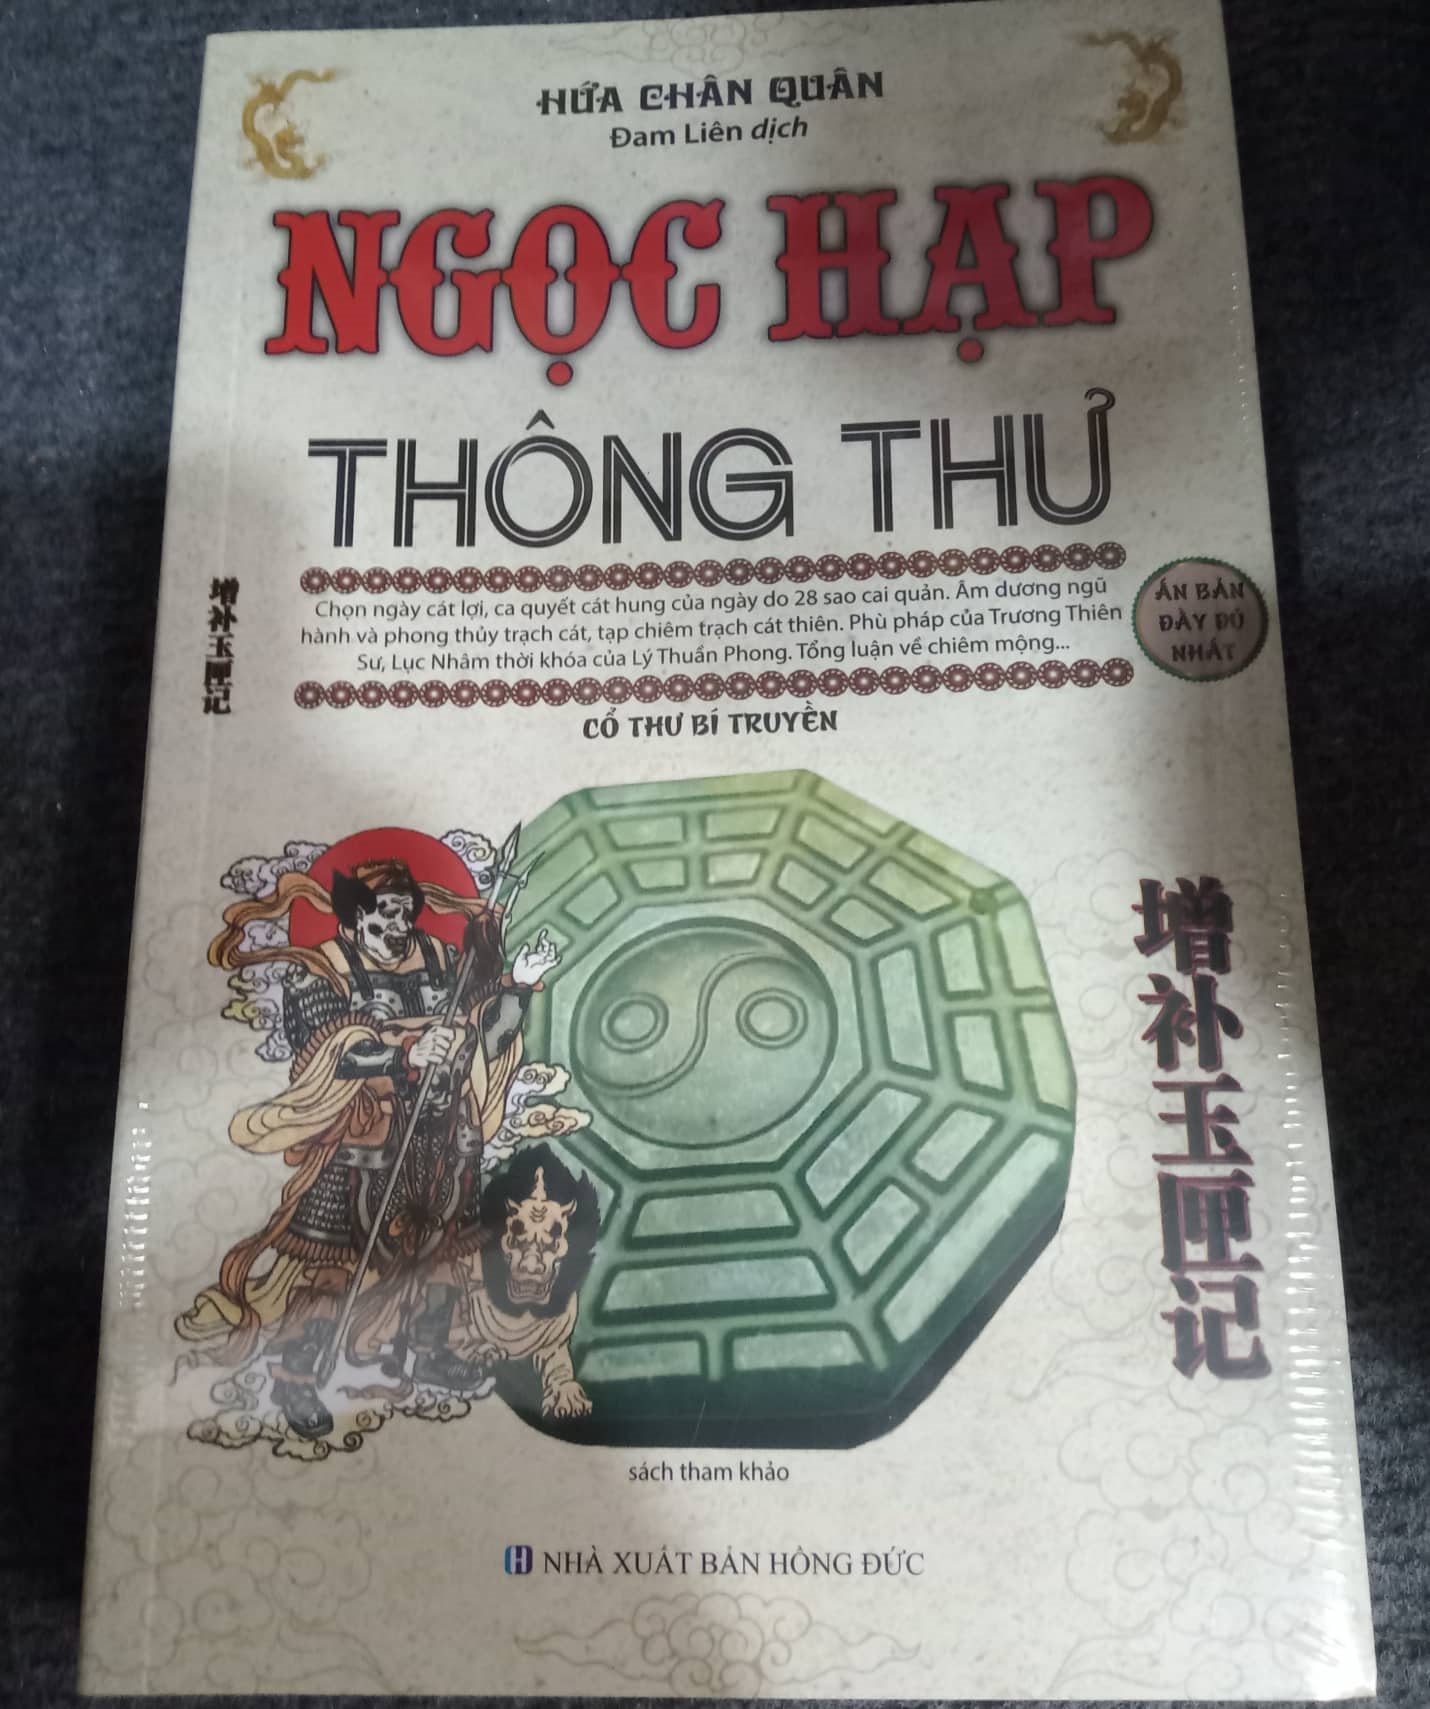 HỨA CHÂN QUÂN
Đam Liên dịch
NGỌC HẠP
THÔNG THƯ
Chọn ngày cát lợi, ca quyết cát hung của ngày do 28 sao cai quản. Âm dương ngũ
hành và phong thủy trạch cát, tạp chiêm trạch cát thiên. Phù pháp của Trương Thiên
Sư, Lục Nhâm thời khóa của Lý Thuần Phong. Tổng luận về chiêm mộng...
ẤN BẢN
ĐẦY ĐỦ
NHẤT
CỔ THƯ BÍ TRUYỀN
增补玉匣记
增补玉匣记
sách tham khảo
NHÀ XUẤT BẢN HỒNG ĐỨC